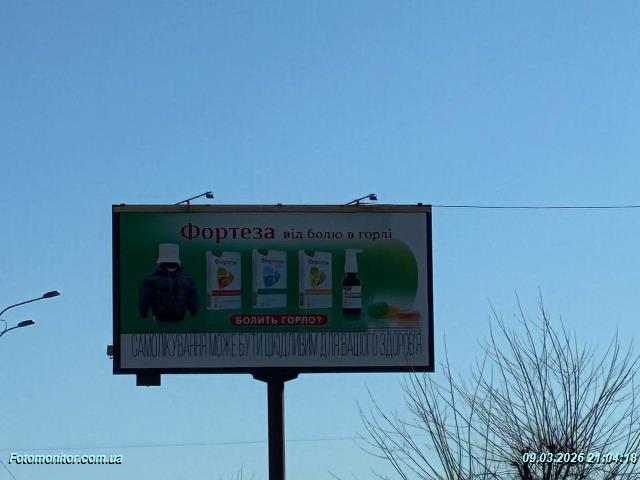 Фортеза від болю в горлі
БОЛИТЬ ГОРЛО?
САМОЛІКУВАННЯ МОЖЕ БУТИ ШКІДЛИВИМ ДЛЯ ВАШОГО ЗДОРОВ'Я
Fotomonitor.com.ua
09.03.2026 21:04:18